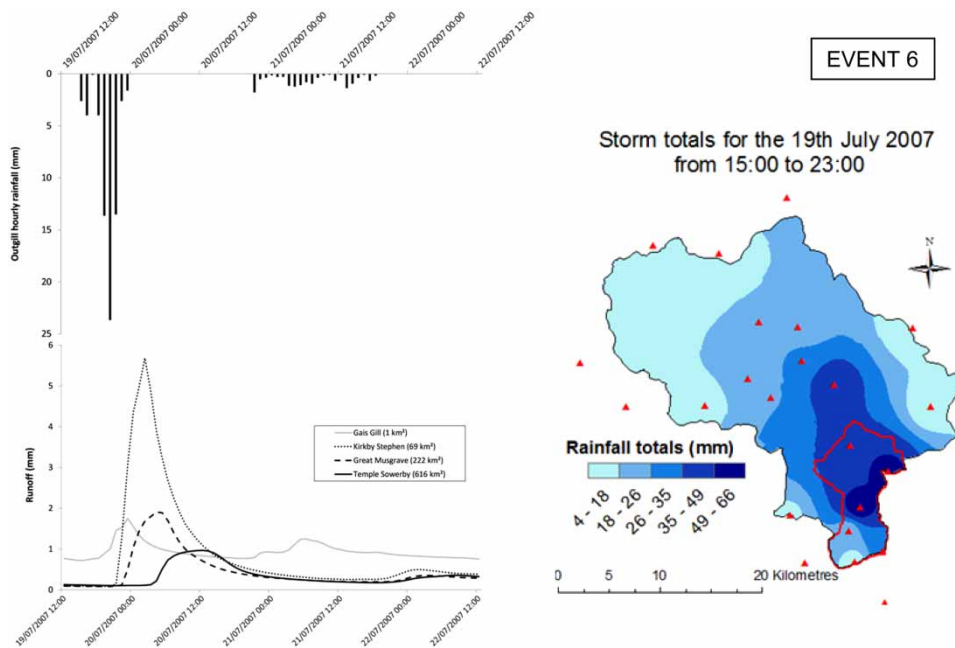 19/07/2007 12:00
20/07/2007 00:00
20/07/2007 12:00
21/07/2007 00:00
21/07/2007 12:00
22/07/2007 00:00
22/07/2007 12:00
0
5
10
15
20
25
Outgill hourly rainfall (mm)
EVENT 6
Storm totals for the 19th July 2007
from 15:00 to 23:00
N
6
5
4
3
2
1
0
Runoff (mm)
Gais Gill (1 km²)
Kirkby Stephen (69 km²)
Great Musgrave (222 km²)
Temple Sowerby (616 km²)
19/07/2007 12:00
20/07/2007 00:00
20/07/2007 12:00
21/07/2007 00:00
21/07/2007 12:00
22/07/2007 00:00
22/07/2007 12:00
Rainfall totals (mm)
4 - 18
18 - 26
26 - 35
35 - 49
49 - 66
0 5 10 20 Kilometres